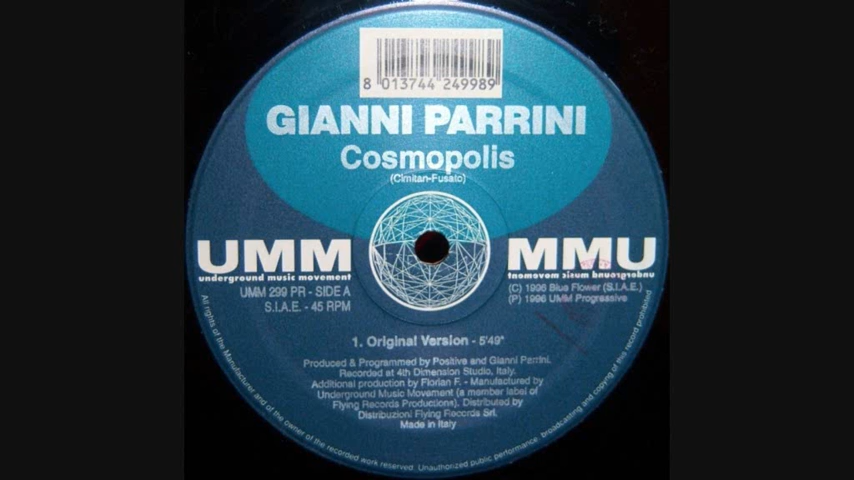 8 013744 249989
GIANNI PARRINI
Cosmopolis
(Cimitan-Fusato)
UMM
underground music movement
UMM 299 PR - SIDE A
S.I.A.E. - 45 RPM
UMM
underground music movement
(C) 1996 Blue Flower (S.I.A.E.)
(P) 1996 UMM Progressive
1. Original Version - 5'49"
Produced & Programmed by Positive and Gianni Parrini.
Recorded at 4th Dimension Studio, Italy.
Additional production by Florian F. - Manufactured by
Underground Music Movement (a member label of
Flying Records Productions). Distributed by
Distribuzioni Flying Records Srl.
Made in Italy
All rights of the Manufacturer and of the owner of the recorded work reserved. Unauthorized public performance, broadcasting and copying of this record prohibited